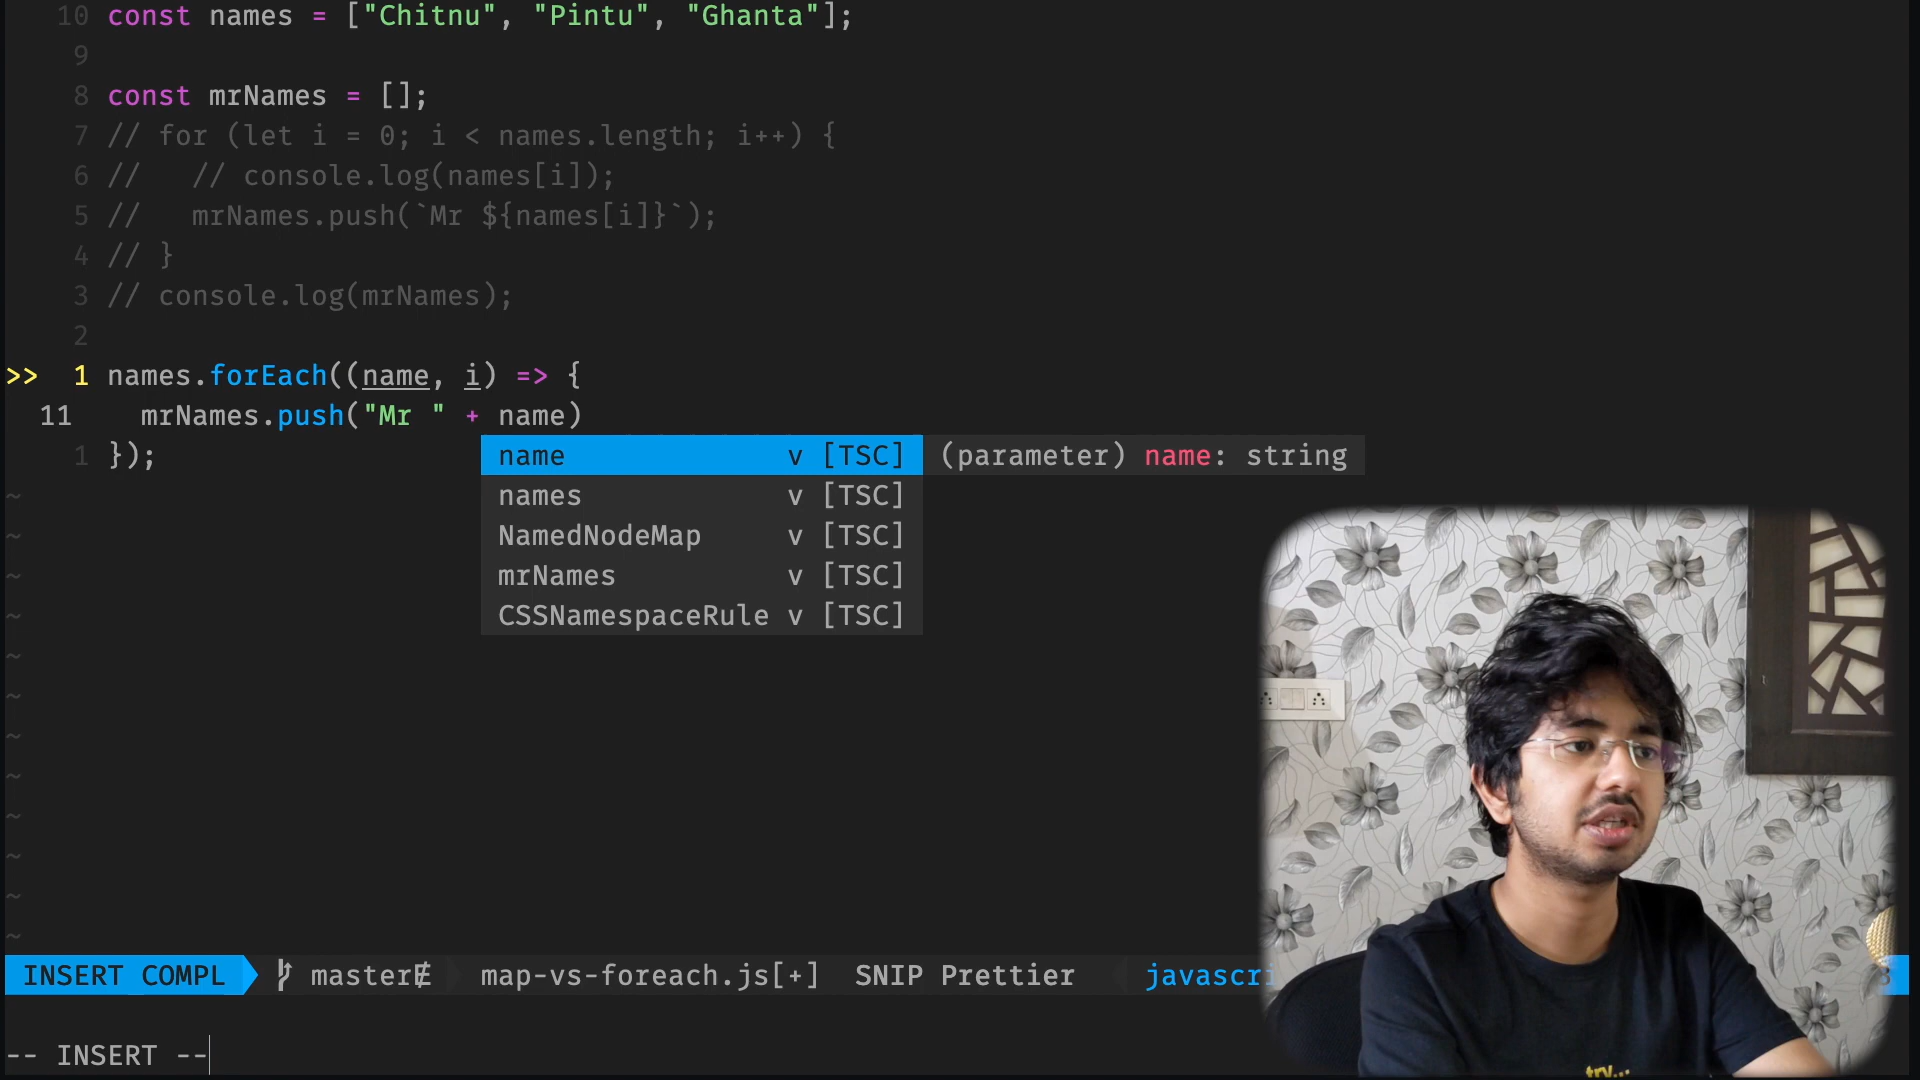 10 const names = ["Chitnu", "Pintu", "Ghanta"];
9
8 const mrNames = [];
7 // for (let i = 0; i < names.length; i++) {
6 //   // console.log(names[i]);
5 //   mrNames.push(`Mr ${names[i]}`);
4 // }
3 // console.log(mrNames);
2
>> 1 names.forEach((name, i) => {
11   mrNames.push("Mr " + name)
1 });
name v [TSC] (parameter) name: string
names v [TSC]
NamedNodeMap v [TSC]
mrNames v [TSC]
CSSNamespaceRule v [TSC]
~
~
~
~
~
~
~
~
~
~
~
~
INSERT COMPL master map-vs-foreach.js[+] SNIP Prettier javascri
-- INSERT --
try...